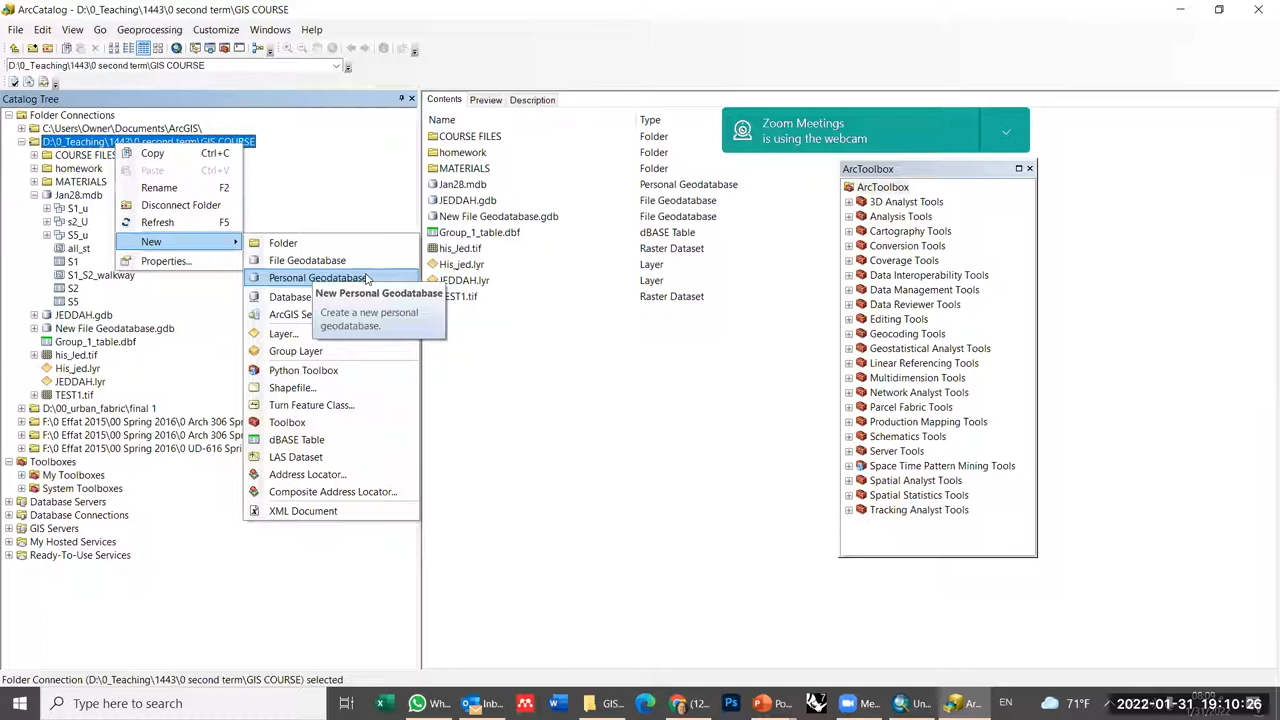 ArcCatalog - D:\0_Teaching\1443\0 second term\GIS COURSE
File Edit View Go Geoprocessing Customize Windows Help
D:\0_Teaching\1443\0 second term\GIS COURSE
Catalog Tree
Folder Connections
C:\Users\Owner\Documents\ArcGIS\
D:\0_Teaching\1443\0 second term\GIS COURSE
COURSE FILES
homework
MATERIALS
Jan28.mdb
S1_u
s2_U
S5_u
all_st
S1
S1_S2_walkway
S2
S5
JEDDAH.gdb
New File Geodatabase.gdb
Group_1_table.dbf
his_Jed.tif
His_jed.lyr
JEDDAH.lyr
TEST1.tif
D:\00_urban_fabric\final 1
F:\0 Effat 2015\00 Spring 2016\0 Arch 306 Spr
F:\0 Effat 2015\00 Spring 2016\0 Arch 306 Spr
F:\0 Effat 2015\00 Spring 2016\0 UD-616 Spri
Toolboxes
My Toolboxes
System Toolboxes
Database Servers
Database Connections
GIS Servers
My Hosted Services
Ready-To-Use Services
Copy Ctrl+C
Paste Ctrl+V
Rename F2
Disconnect Folder
Refresh F5
New
Properties...
Folder
File Geodatabase
Personal Geodatabase
Database
ArcGIS Se
Layer...
Group Layer
Python Toolbox
Shapefile...
Turn Feature Class...
Toolbox
dBASE Table
LAS Dataset
Address Locator...
Composite Address Locator...
XML Document
New Personal Geodatabase
Create a new personal
geodatabase.
Contents Preview Description
Name Type
COURSE FILES Folder
homework Folder
MATERIALS Folder
Jan28.mdb Personal Geodatabase
JEDDAH.gdb File Geodatabase
New File Geodatabase.gdb File Geodatabase
Group_1_table.dbf dBASE Table
his_Jed.tif Raster Dataset
His_jed.lyr Layer
JEDDAH.lyr Layer
EST1.tif Raster Dataset
Zoom Meetings
is using the webcam
ArcToolbox
ArcToolbox
3D Analyst Tools
Analysis Tools
Cartography Tools
Conversion Tools
Coverage Tools
Data Interoperability Tools
Data Management Tools
Data Reviewer Tools
Editing Tools
Geocoding Tools
Geostatistical Analyst Tools
Linear Referencing Tools
Multidimension Tools
Network Analyst Tools
Parcel Fabric Tools
Production Mapping Tools
Schematics Tools
Server Tools
Space Time Pattern Mining Tools
Spatial Analyst Tools
Spatial Statistics Tools
Tracking Analyst Tools
Folder Connection (D:\0_Teaching\1443\0 second term\GIS COURSE) selected
Type here to search
Wh... Inb... GIS... (12... Po... Me... Un... Ar... EN 71°F
2022-01-31 19:10:26